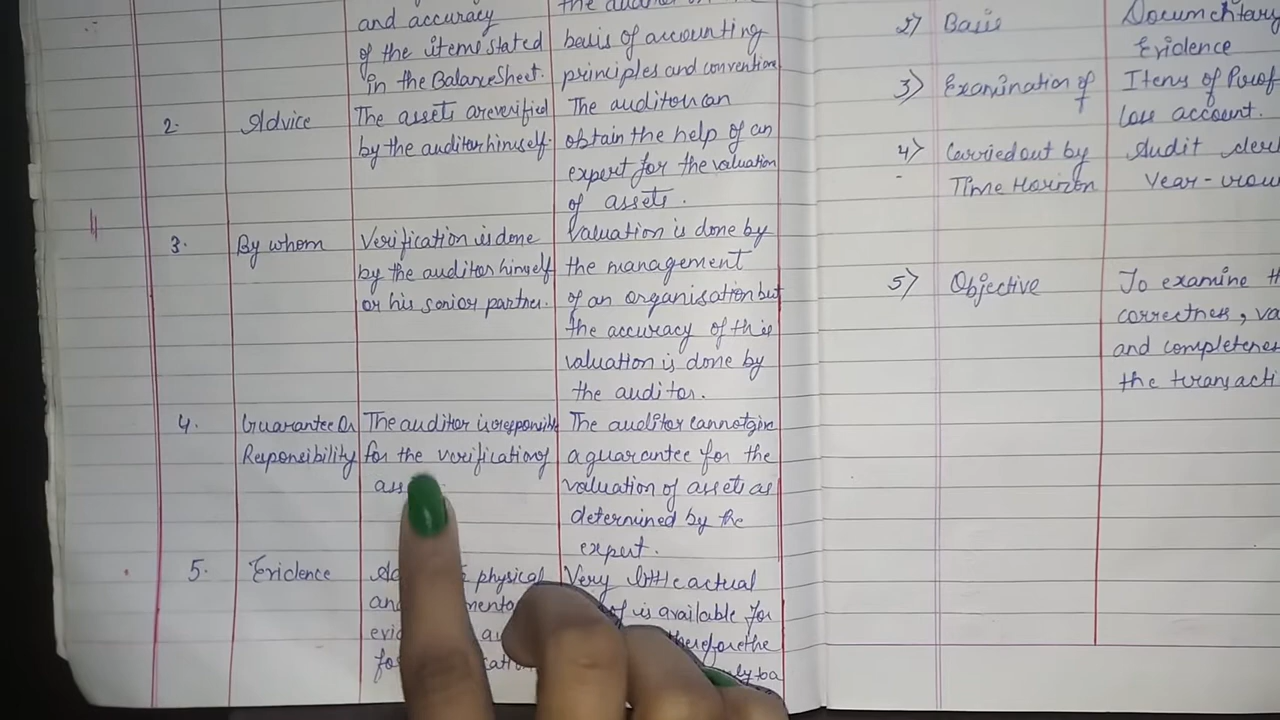 and accuracy
of the items stated
in the Balance Sheet.
basis of accounting
principles and convention
2. Advice
The assets are verified
by the auditor himself.
The auditor can
obtain the help of an
expert for the valuation
of assets.
3. By whom
Verification is done
by the auditor himself
or his senior partner.
Valuation is done by
the management
of an organisation but
the accuracy of this
valuation is done by
the auditor.
4. Guarantee Or
Responsibility
The auditor is responsible
for the verification of
The auditor cannot give
a guarantee for the
valuation of assets as
determined by the
expert.
5. Evidence
physical
Very little actual
is available for
therefore the
2) Basis
Documentary
Evidence
3) Examination of
Items of
Loss account.
4) Carried out by
Time Horizon
Audit
Year-
5) Objective
To examine
correctness,
and
the